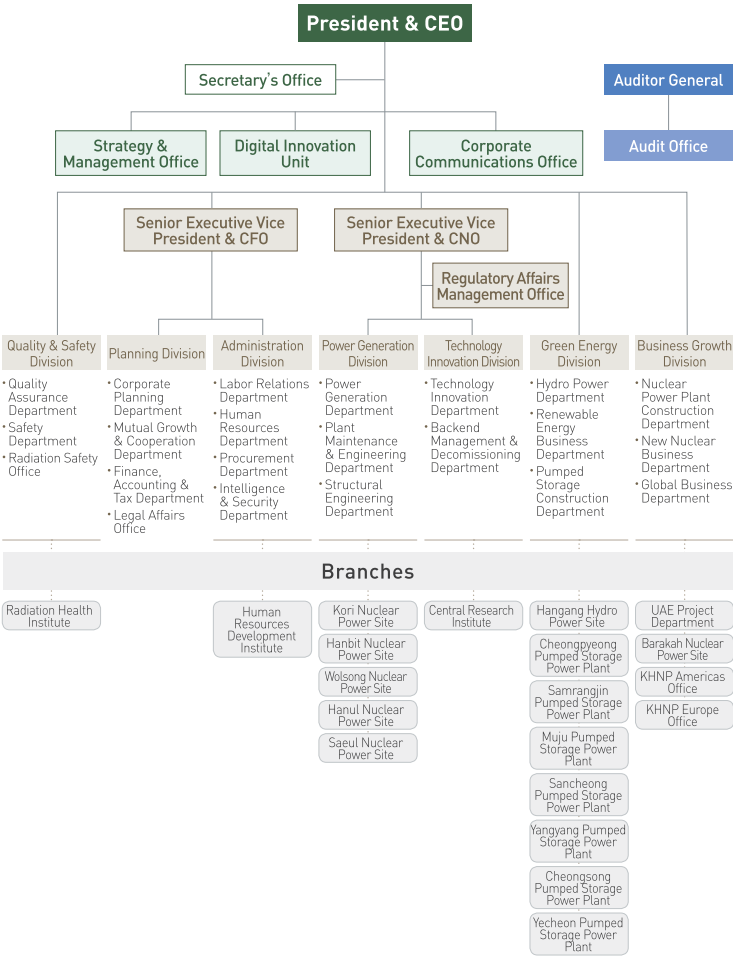 President & CEO
Secretary's Office
Auditor General
Strategy &
Management Office
Digital Innovation
Unit
Corporate
Communications Office
Audit Office
Senior Executive Vice
President & CFO
Senior Executive Vice
President & CNO
Regulatory Affairs
Management Office
Quality & Safety
Division
Planning Division
Administration
Division
Power Generation
Division
Technology
Innovation Division
Green Energy
Division
Business Growth
Division
• Quality
Assurance
Department
• Safety
Department
• Radiation Safety
Office
• Corporate
Planning
Department
• Mutual Growth
& Cooperation
Department
• Finance,
Accounting &
Tax Department
• Legal Affairs
Office
• Labor Relations
Department
• Human
Resources
Department
• Procurement
Department
• Intelligence
& Security
Department
• Power
Generation
Department
• Plant
Maintenance
& Engineering
Department
• Structural
Engineering
Department
• Technology
Innovation
Department
• Backend
Management &
Decomissioning
Department
• Hydro Power
Department
• Renewable
Energy
Business
Department
• Pumped
Storage
Construction
Department
• Nuclear
Power Plant
Construction
Department
• New Nuclear
Business
Department
• Global Business
Department
Branches
Radiation Health
Institute
Human
Resources
Development
Institute
Kori Nuclear
Power Site
Hanbit Nuclear
Power Site
Wolsong Nuclear
Power Site
Hanul Nuclear
Power Site
Saeul Nuclear
Power Site
Central Research
Institute
Hangang Hydro
Power Site
Cheongpyeong
Pumped Storage
Power Plant
Samrangjin
Pumped Storage
Power Plant
Muju Pumped
Storage Power
Plant
Sancheong
Pumped Storage
Power Plant
Yangyang Pumped
Storage Power
Plant
Cheongsong
Pumped Storage
Power Plant
Yecheon Pumped
Storage Power
Plant
UAE Project
Department
Barakah Nuclear
Power Site
KHNP Americas
Office
KHNP Europe
Office